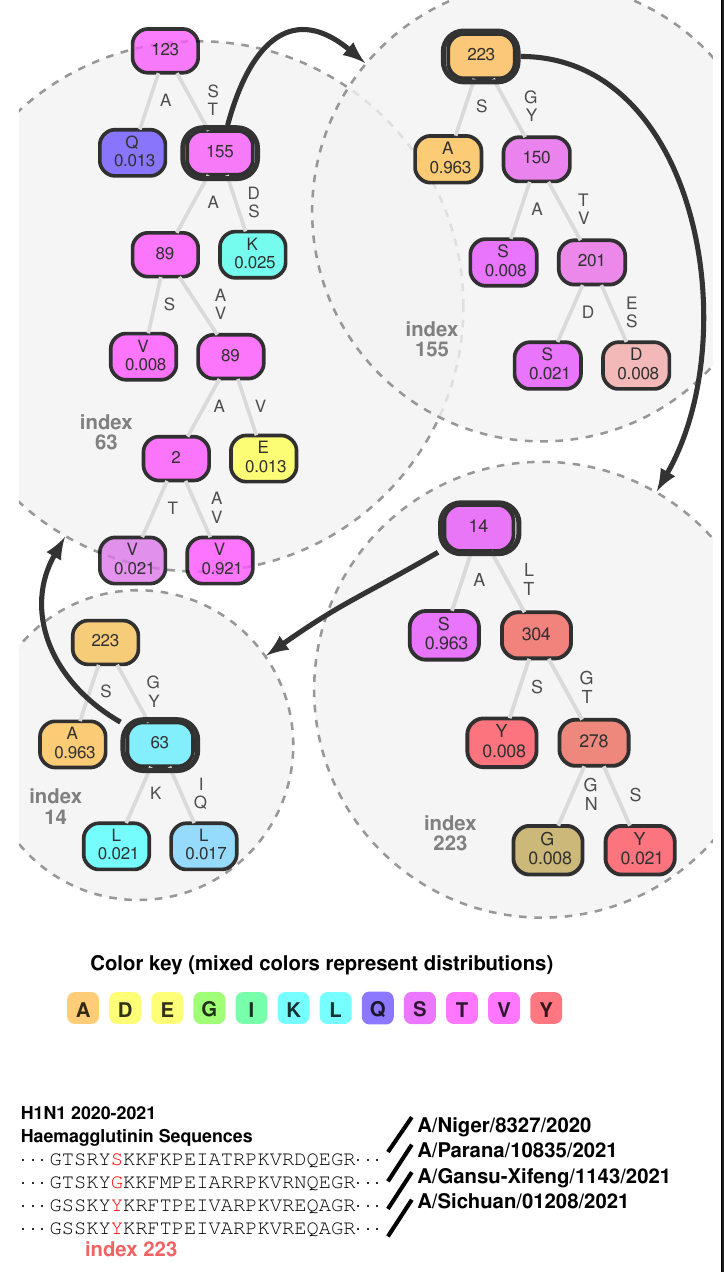 123
A
S
T
Q
0.013
155
A
D
S
89
K
0.025
S
A
V
V
0.008
89
index
63
A
V
2
E
0.013
T
A
V
V
0.021
V
0.921
223
S
G
Y
A
0.963
150
A
T
V
S
0.008
201
D
E
S
index
155
S
0.021
D
0.008
14
A
L
T
S
0.963
304
S
G
T
Y
0.008
278
G
N
S
index
223
G
0.008
Y
0.021
223
S
G
Y
A
0.963
63
index
14
K
I
Q
L
0.021
L
0.017
Color key (mixed colors represent distributions)
A D E G I K L Q S T V Y
H1N1 2020-2021
Haemagglutinin Sequences
···GTSRYSKKFKPEIATRPKVRDQEGR···
···GTSKYGKKFMPEIARRPKVRNQEGR···
···GSSKYYKRFTPEIVARPKVREQAGR···
···GSSKYYKRFTPEIVARPKVREQAGR···
index 223
A/Niger/8327/2020
A/Parana/10835/2021
A/Gansu-Xifeng/1143/2021
A/Sichuan/01208/2021